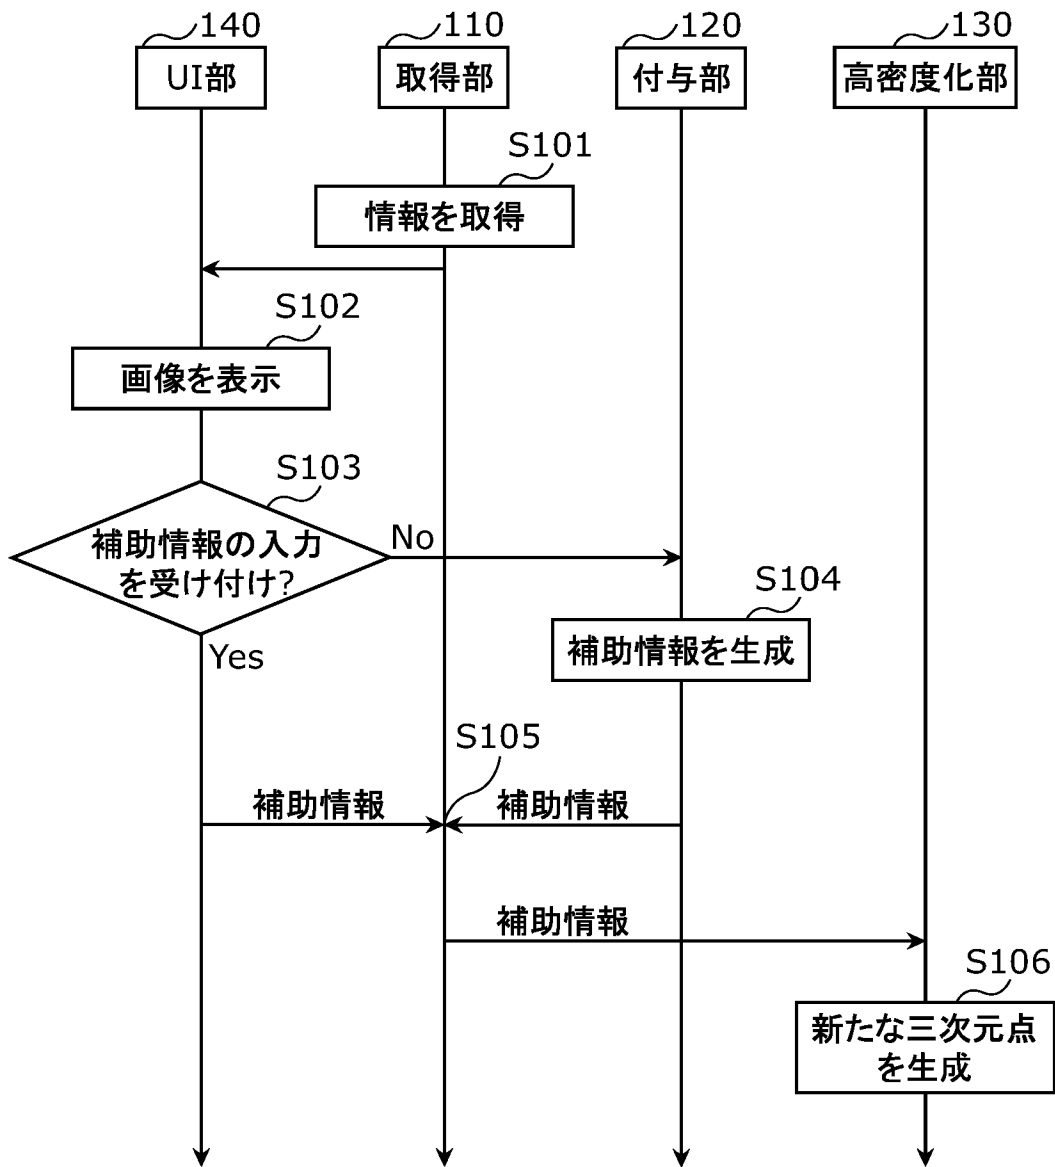 140
110
120
130
UI部
取得部
付与部
高密度化部
S101
情報を取得
S102
画像を表示
S103
補助情報の入力
を受け付け?
No
Yes
S104
補助情報を生成
S105
補助情報
補助情報
補助情報
S106
新たな三次元点
を生成